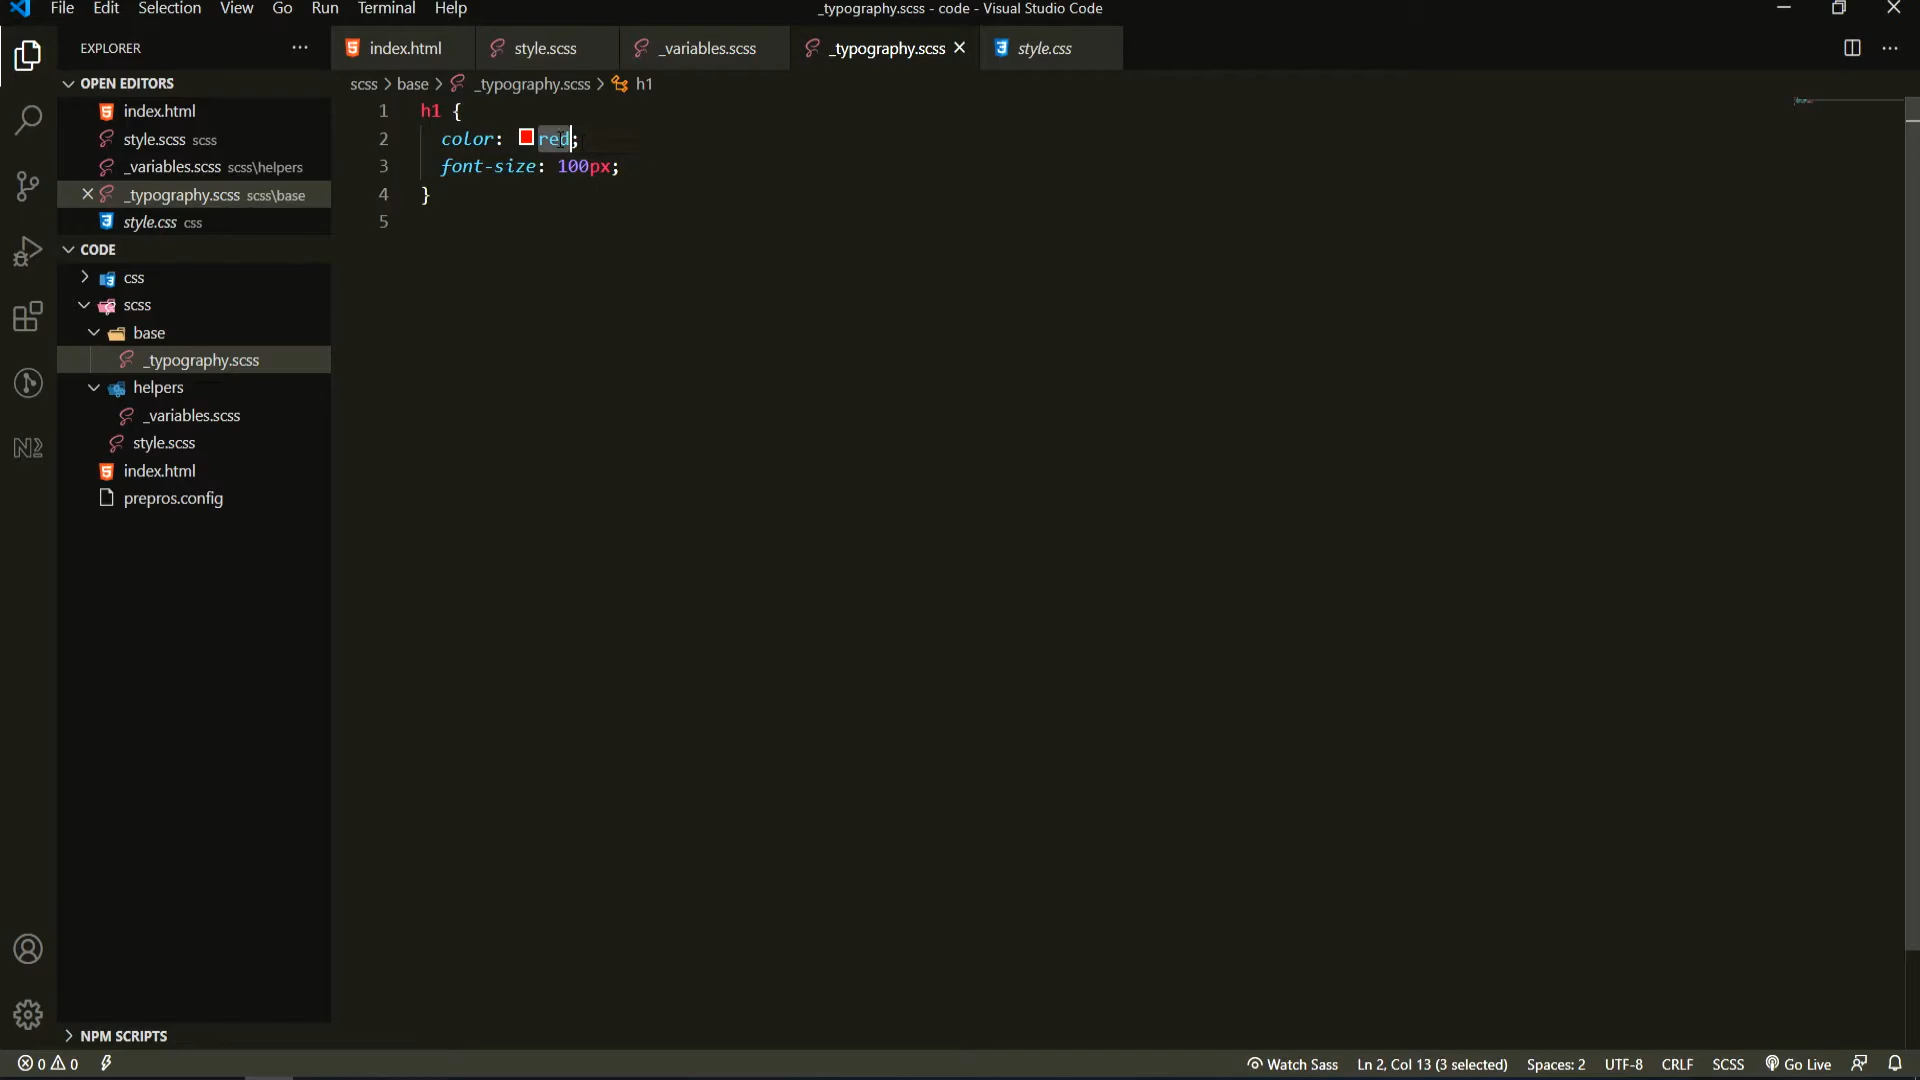 File Edit Selection View Go Run Terminal Help
_typography.scss - code - Visual Studio Code
EXPLORER
index.html
style.scss
_variables.scss
_typography.scss
style.css
OPEN EDITORS
scss > base > _typography.scss > h1
index.html
style.scss scss
_variables.scss scss\helpers
_typography.scss scss\base
style.css css
CODE
css
scss
base
_typography.scss
helpers
_variables.scss
style.scss
index.html
prepros.config
1 h1 {
2 color: red;
3 font-size: 100px;
4 }
5
NPM SCRIPTS
0 0
Watch Sass
Ln 2, Col 13 (3 selected)
Spaces: 2
UTF-8
CRLF
SCSS
Go Live